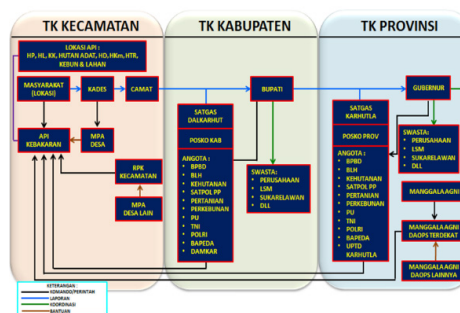 TK KECAMATAN
TK KABUPATEN
TK PROVINSI
LOKASI API :
HP, HL, KK, HUTAN ADAT, HD, HKm, HTR,
KEBUN & LAHAN
MASYARAKAT
(LOKASI)
KADES
CAMAT
BUPATI
GUBERNUR
API
KEBAKARAN
MPA
DESA
RPK
KECAMATAN
MPA
DESA LAIN
SATGAS
DALKARHUT
POSKO KAB
ANGOTA :
• BPBD
• BLH
• KEHUTANAN
• SATPOL PP
• PERTANIAN
• PERKEBUNAN
• PU
• TNI
• POLRI
• BAPEDA
• DAMKAR
SWASTA:
• PERUSAHAAN
• LSM
• SUKARELAWAN
• DLL
SATGAS
KARHUTLA
POSKO PROV
ANGOTA :
• BPBD
• BLH
• KEHUTANAN
• SATPOL PP
• PERTANIAN
• PERKEBUNAN
• PU
• TNI
• POLRI
• BAPEDA
• UPTD
KARHUTLA
SWASTA:
• PERUSAHAAN
• LSM
• SUKARELAWAN
• DLL
MANGGALA AGNI
MANGGALA AGNI
DAOPS TERDEKAT
MANGGALA AGNI
DAOPS LAINNYA
KETERANGAN :
KOMANDO/PERINTAH
LAPORAN
KOORDINASI
BANTUAN